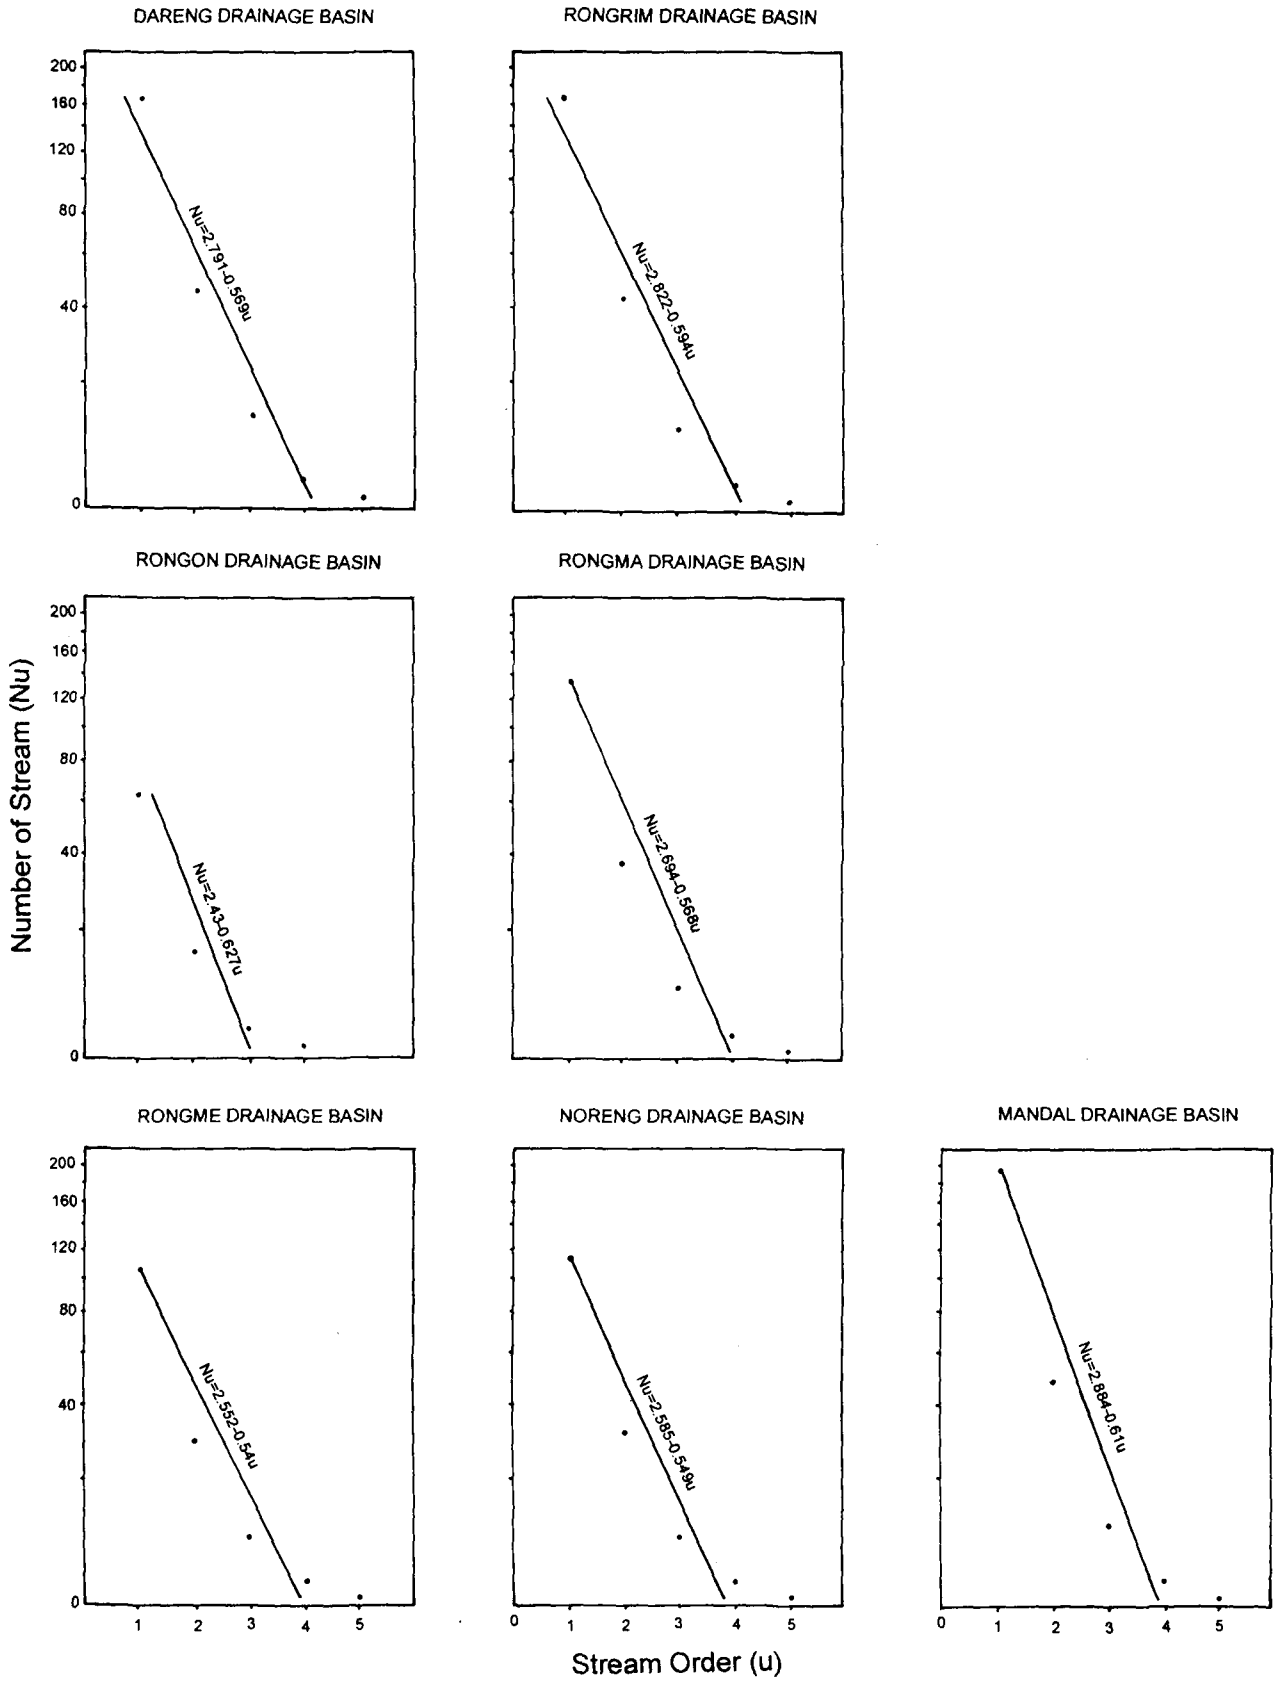 DARENG DRAINAGE BASIN
200
160
120
80
40
0
Nu=2.791-0.569u
RONGRIM DRAINAGE BASIN
Nu=2.822-0.594u
RONGON DRAINAGE BASIN
200
160
120
80
40
0
Nu=2.43-0.627u
RONGMA DRAINAGE BASIN
Nu=2.694-0.568u
Number of Stream (Nu)
RONGME DRAINAGE BASIN
200
160
120
80
40
0
Nu=2.552-0.54u
1 2 3 4 5
NORENG DRAINAGE BASIN
Nu=2.585-0.549u
0 1 2 3 4 5
MANDAL DRAINAGE BASIN
Nu=2.884-0.61u
0 1 2 3 4 5
Stream Order (u)